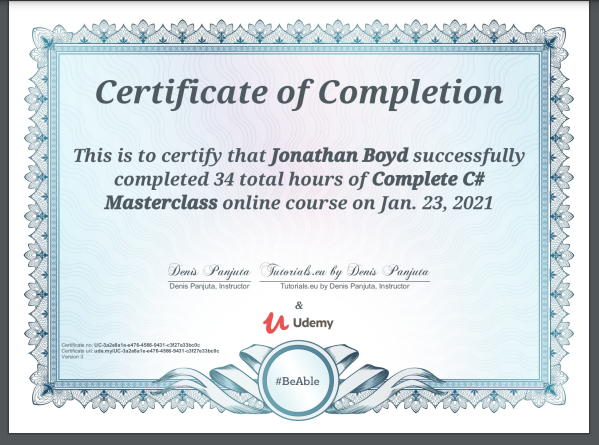 Certificate of Completion
This is to certify that Jonathan Boyd successfully
completed 34 total hours of Complete C#
Masterclass online course on Jan. 23, 2021
Denis Panjuta Tutorials.eu by Denis Panjuta
Denis Panjuta, Instructor Tutorials.eu by Denis Panjuta, Instructor
&
Udemy
Certificate no: UC-3a2e8a1e-e476-4586-9431-c3f27e33bc0c
Certificate url: ude.my/UC-3a2e8a1e-e476-4586-9431-c3f27e33bc0c
Version 3
#BeAble